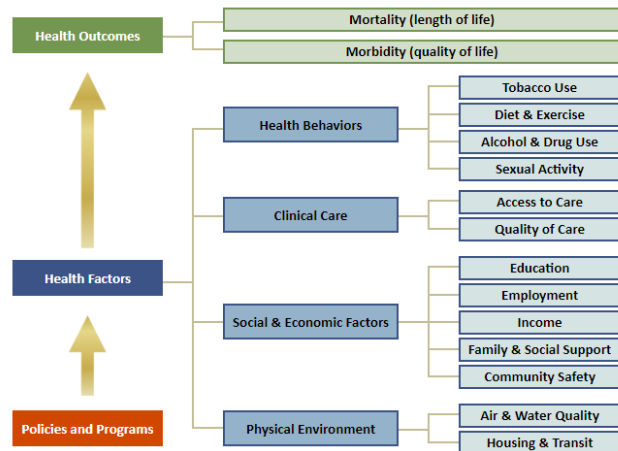 Health Outcomes
Mortality (length of life)
Morbidity (quality of life)
Health Behaviors
Tobacco Use
Diet & Exercise
Alcohol & Drug Use
Sexual Activity
Clinical Care
Access to Care
Quality of Care
Health Factors
Social & Economic Factors
Education
Employment
Income
Family & Social Support
Community Safety
Policies and Programs
Physical Environment
Air & Water Quality
Housing & Transit